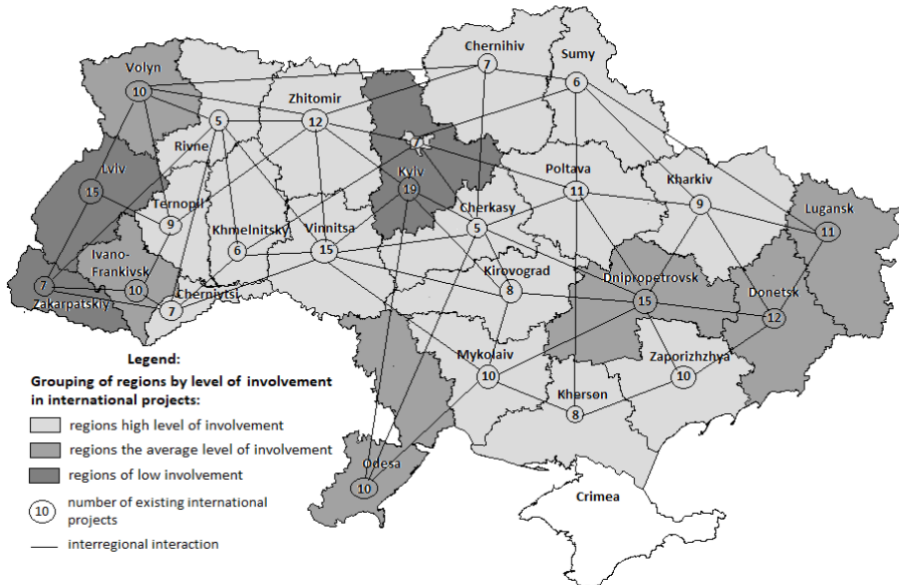 Chernihiv
7
Sumy
6
Volyn
10
Zhitomir
12
5
Rivne
Lviv
15
Kyiv
19
Poltava
11
Kharkiv
9
Lugansk
11
Ternopil
9
Khmelnitsky
6
Vinnitsa
15
Cherkasy
5
Ivano-
Frankivsk
10
7
Zakarpatskiy
Cherniytsi
7
Kirovograd
8
Dnipropetrovsk
15
Donetsk
12
Mykolaiv
10
Kherson
8
Zaporizhzhya
10
Odesa
10
Crimea
Legend:
Grouping of regions by level of involvement
in international projects:
regions high level of involvement
regions the average level of involvement
regions of low involvement
10
number of existing international
projects
interregional interaction